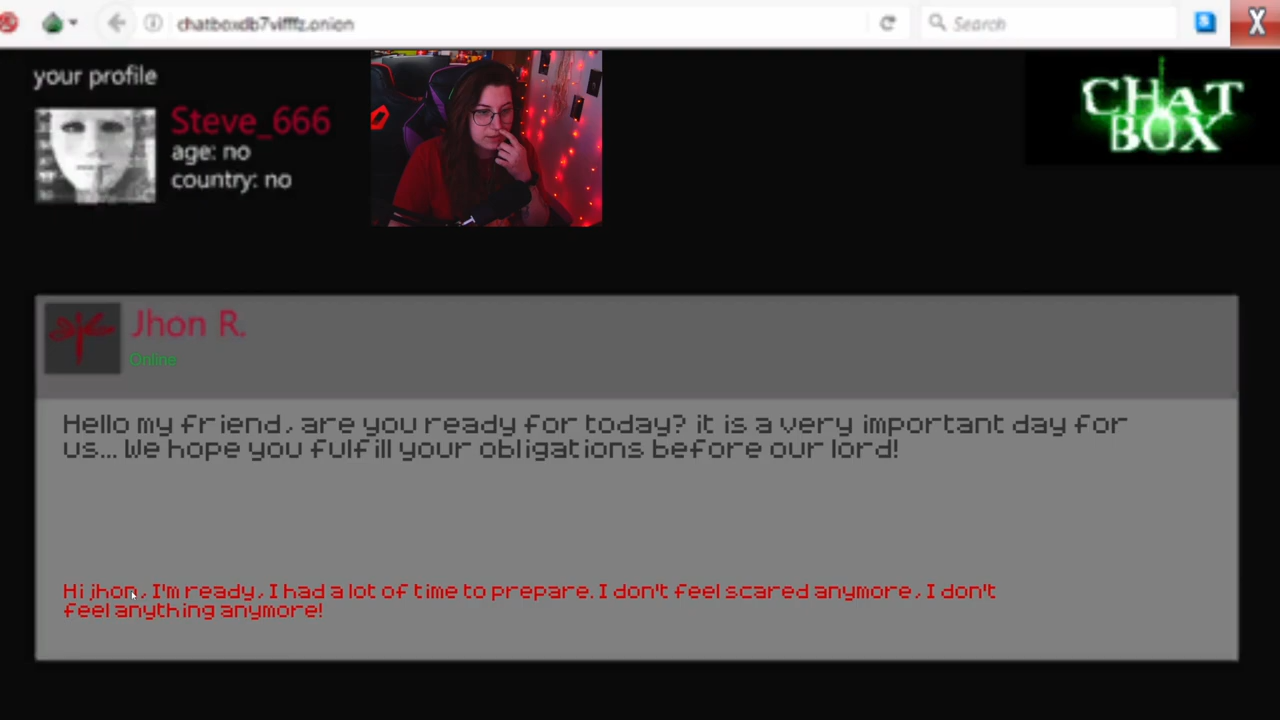 chatboxdb7vifffz.onion
Search
your profile
Steve_666
age: no
country: no
CHAT
BOX
Jhon R.
Online
Hello my friend, are you ready for today? it is a very important day for
us... We hope you fulfill your obligations before our lord!
Hi jhon, I'm ready, I had a lot of time to prepare. I don't feel scared anymore, I don't
feel anything anymore!